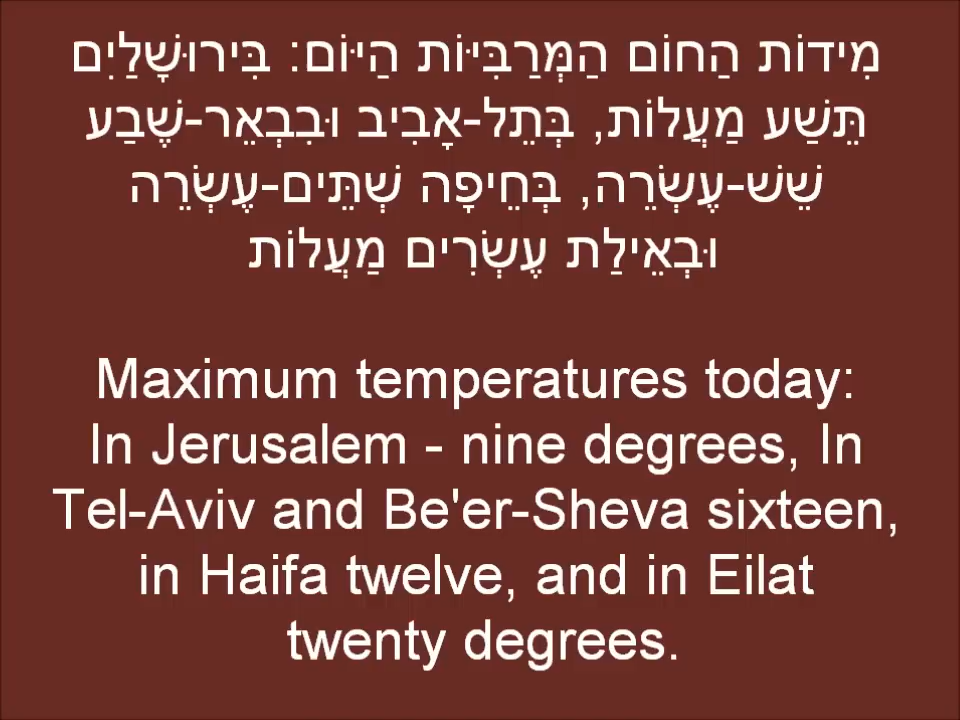 מִידוֹת הַחוֹם הַמְּרַבִּיּוֹת הַיּוֹם: בִּירוּשָׁלַיִם
תֵּשַׁע מַעֲלוֹת, בְּתֵל-אָבִיב וּבִבְאֵר-שֶׁבַע
שֵׁשׁ-עֶשְׂרֵה, בְּחֵיפָה שְׁתֵּים-עֶשְׂרֵה
וּבְאֵילַת עֶשְׂרִים מַעֲלוֹת
Maximum temperatures today:
In Jerusalem - nine degrees, In
Tel-Aviv and Be'er-Sheva sixteen,
in Haifa twelve, and in Eilat
twenty degrees.